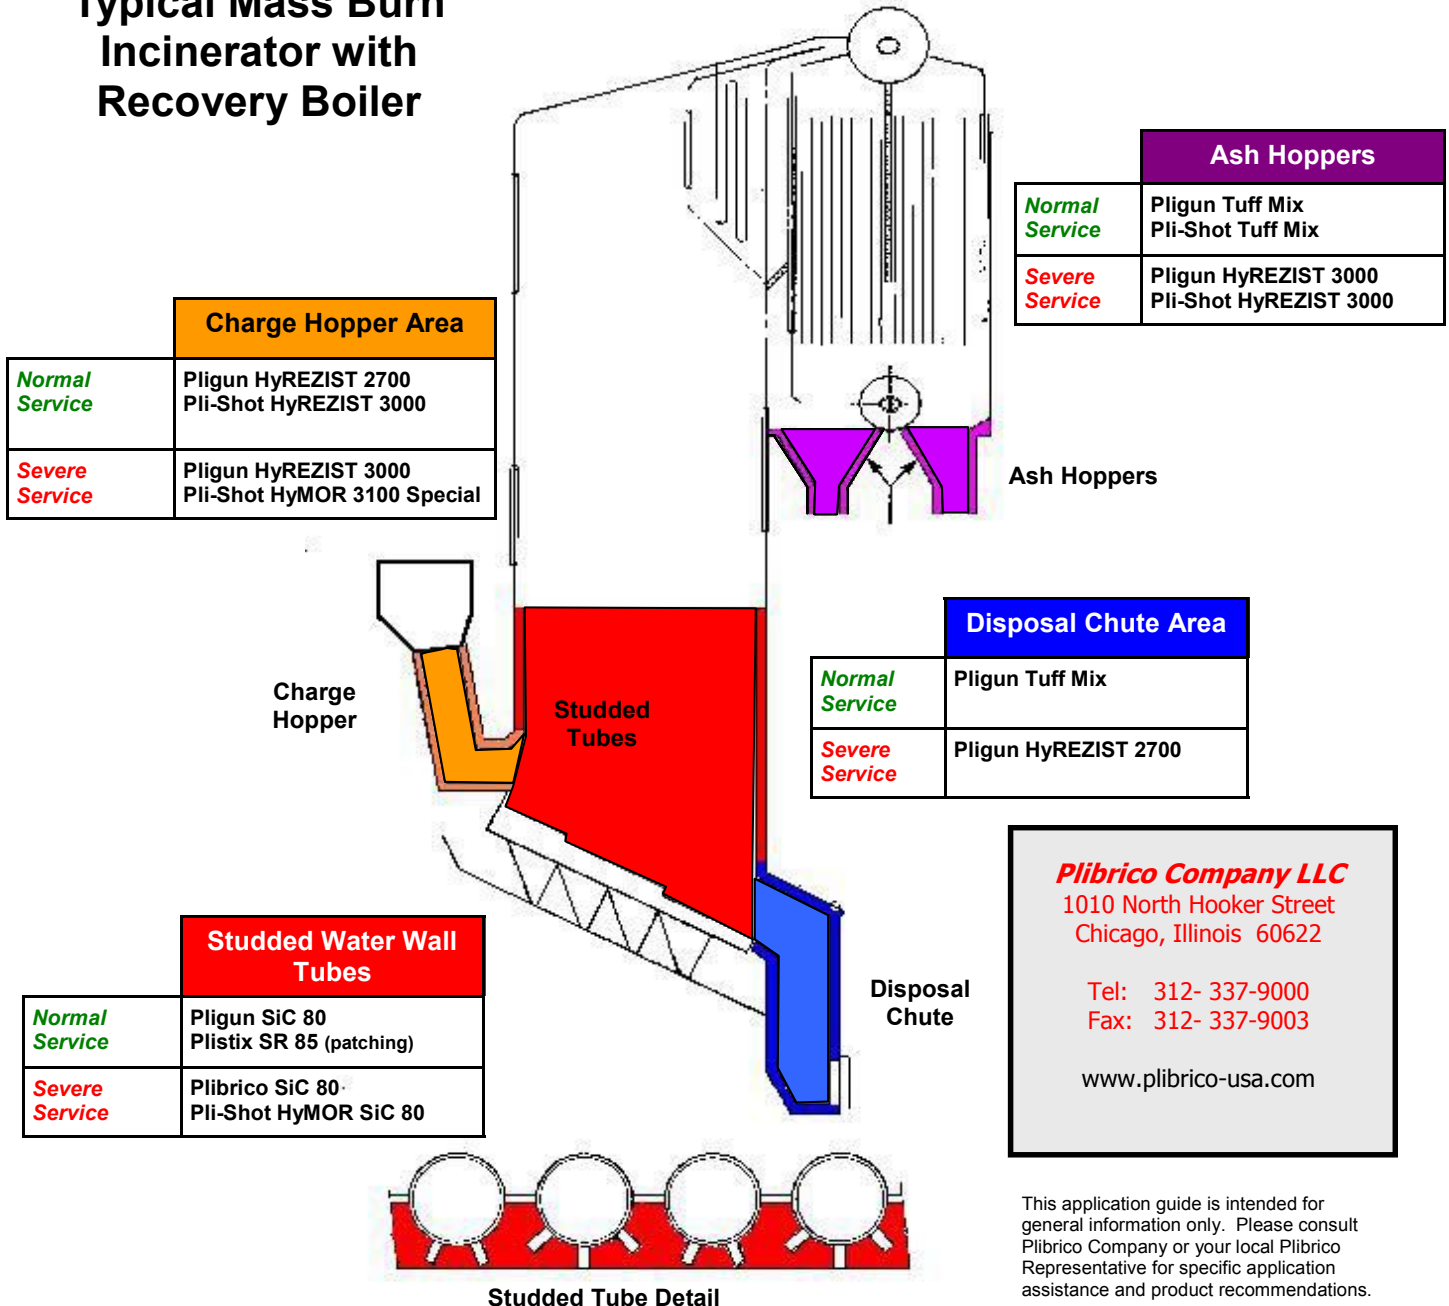 Typical Mass Burn
Incinerator with
Recovery Boiler
Ash Hoppers
Normal
Service
Pligun Tuff Mix
Pli-Shot Tuff Mix
Severe
Service
Pligun HyREZIST 3000
Pli-Shot HyREZIST 3000
Charge Hopper Area
Normal
Service
Pligun HyREZIST 2700
Pli-Shot HyREZIST 3000
Severe
Service
Pligun HyREZIST 3000
Pli-Shot HyMOR 3100 Special
Ash Hoppers
Disposal Chute Area
Normal
Service
Pligun Tuff Mix
Severe
Service
Pligun HyREZIST 2700
Charge
Hopper
Studded
Tubes
Plibrico Company LLC
1010 North Hooker Street
Chicago, Illinois 60622
Tel: 312- 337-9000
Fax: 312- 337-9003
www.plibrico-usa.com
Studded Water Wall
Tubes
Normal
Service
Pligun SiC 80
Plistix SR 85 (patching)
Severe
Service
Plibrico SiC 80
Pli-Shot HyMOR SiC 80
Disposal
Chute
Studded Tube Detail
This application guide is intended for
general information only. Please consult
Plibrico Company or your local Plibrico
Representative for specific application
assistance and product recommendations.